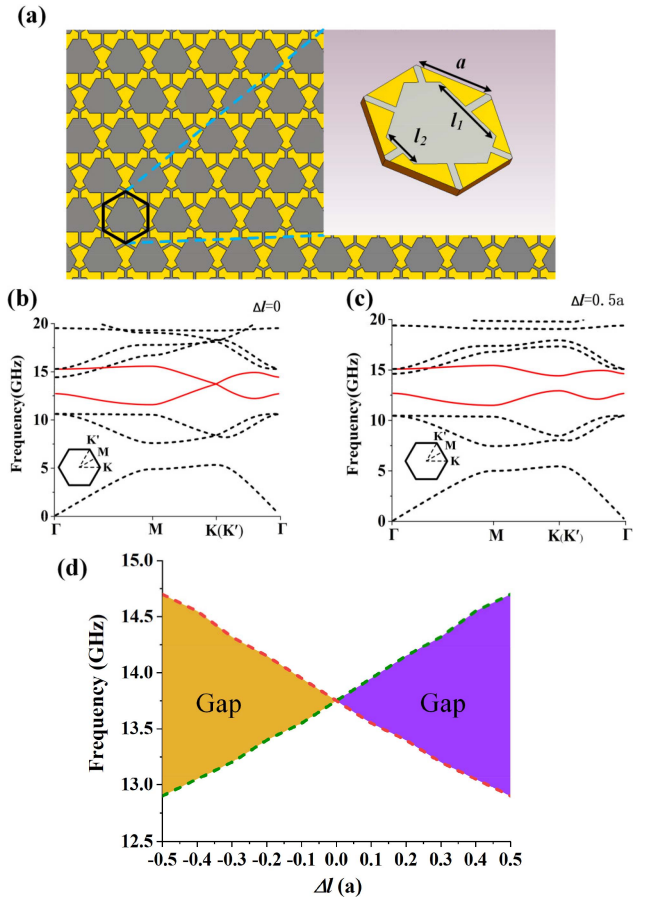 (a)
a
l₁
l₂
(b)
Δl=0
Frequency(GHz)
20
15
10
5
0
K'
M
K
Γ
M
K(K')
Γ
(c)
Δl=0.5a
Frequency(GHz)
20
15
10
5
0
K'
M
K
Γ
M
K(K')
Γ
(d)
Frequency (GHz)
15.0
14.5
14.0
13.5
13.0
12.5
Gap
Gap
-0.5 -0.4 -0.3 -0.2 -0.1 0.0 0.1 0.2 0.3 0.4 0.5
Δl (a)